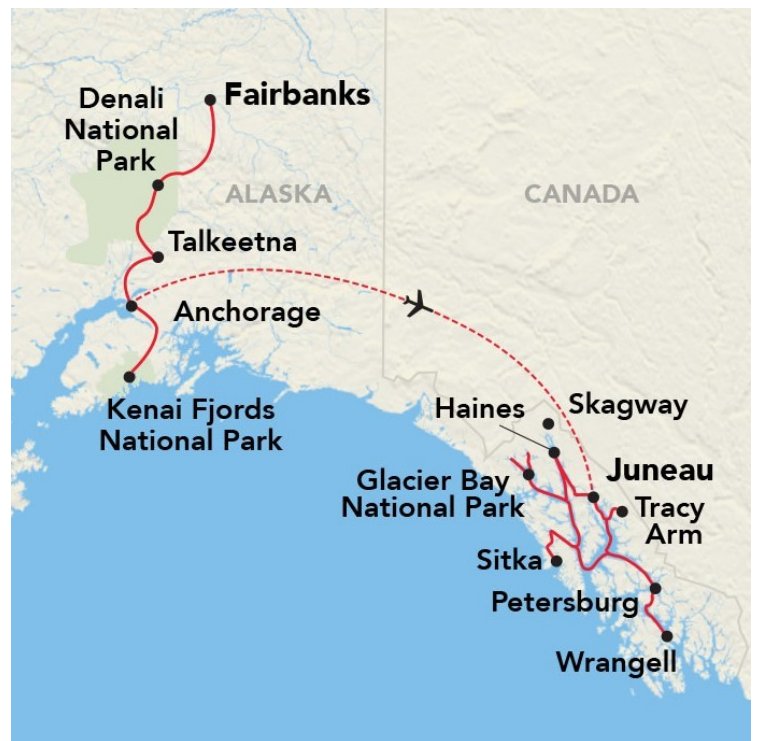 Fairbanks
Denali
National
Park
ALASKA
CANADA
Talkeetna
Anchorage
Kenai Fjords
National Park
Haines
Skagway
Juneau
Glacier Bay
National Park
Tracy
Arm
Sitka
Petersburg
Wrangell